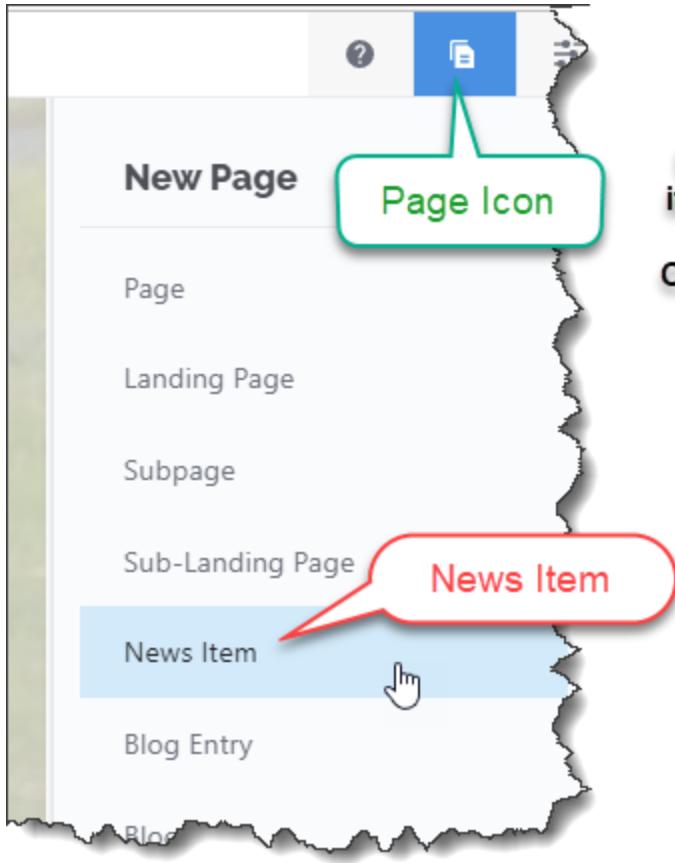 New Page
Page Icon
Page
Landing Page
Subpage
Sub-Landing Page
News Item
News Item
Blog Entry